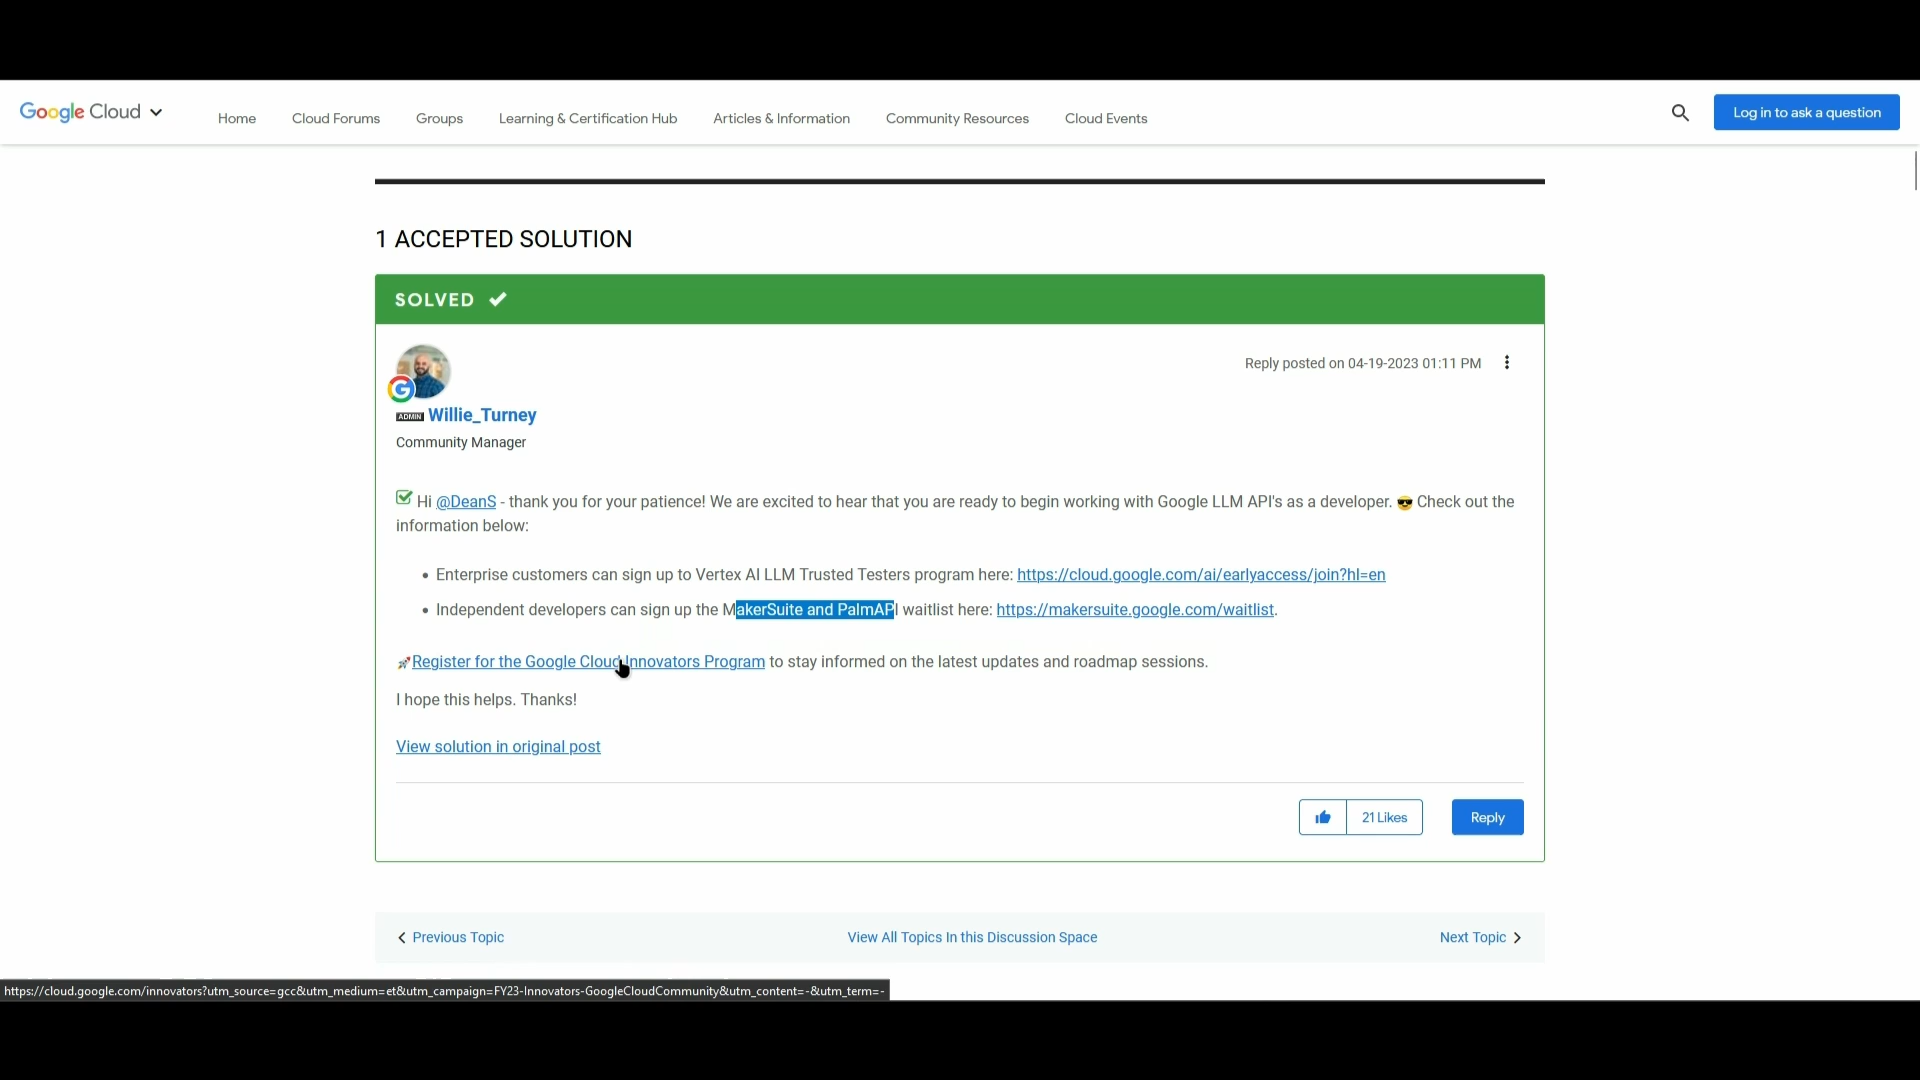 Google Cloud
Home Cloud Forums Groups Learning & Certification Hub Articles & Information Community Resources Cloud Events
Log in to ask a question
1 ACCEPTED SOLUTION
SOLVED
Reply posted on 04-19-2023 01:11 PM
ADMIN Willie_Turney
Community Manager
Hi @DeanS - thank you for your patience! We are excited to hear that you are ready to begin working with Google LLM API's as a developer. 😎 Check out the
information below:
• Enterprise customers can sign up to Vertex AI LLM Trusted Testers program here: https://cloud.google.com/ai/earlyaccess/join?hl=en
• Independent developers can sign up the MakerSuite and PalmAPI waitlist here: https://makersuite.google.com/waitlist.
🚀Register for the Google Cloud Innovators Program to stay informed on the latest updates and roadmap sessions.
I hope this helps. Thanks!
View solution in original post
21 Likes
Reply
Previous Topic
View All Topics In this Discussion Space
Next Topic
https://cloud.google.com/innovators?utm_source=gcc&utm_medium=et&utm_campaign=FY23-Innovators-GoogleCloudCommunity&utm_content=-&utm_term=-